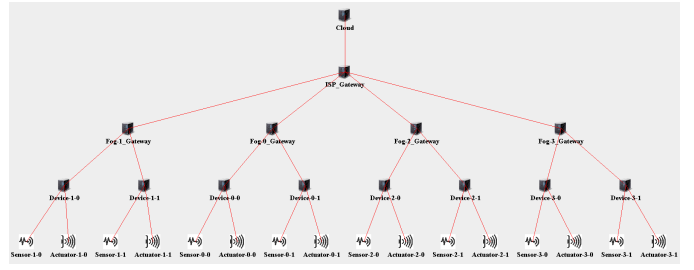 Cloud
ISP_Gateway
Fog-1_Gateway Fog-0_Gateway Fog-2_Gateway Fog-3_Gateway
Device-1-0 Device-1-1 Device-0-0 Device-0-1 Device-2-0 Device-2-1 Device-3-0 Device-3-1
Sensor-1-0 Actuator-1-0 Sensor-1-1 Actuator-1-1 Sensor-0-0 Actuator-0-0 Sensor-0-1 Actuator-0-1 Sensor-2-0 Actuator-2-0 Sensor-2-1 Actuator-2-1 Sensor-3-0 Actuator-3-0 Sensor-3-1 Actuator-3-1